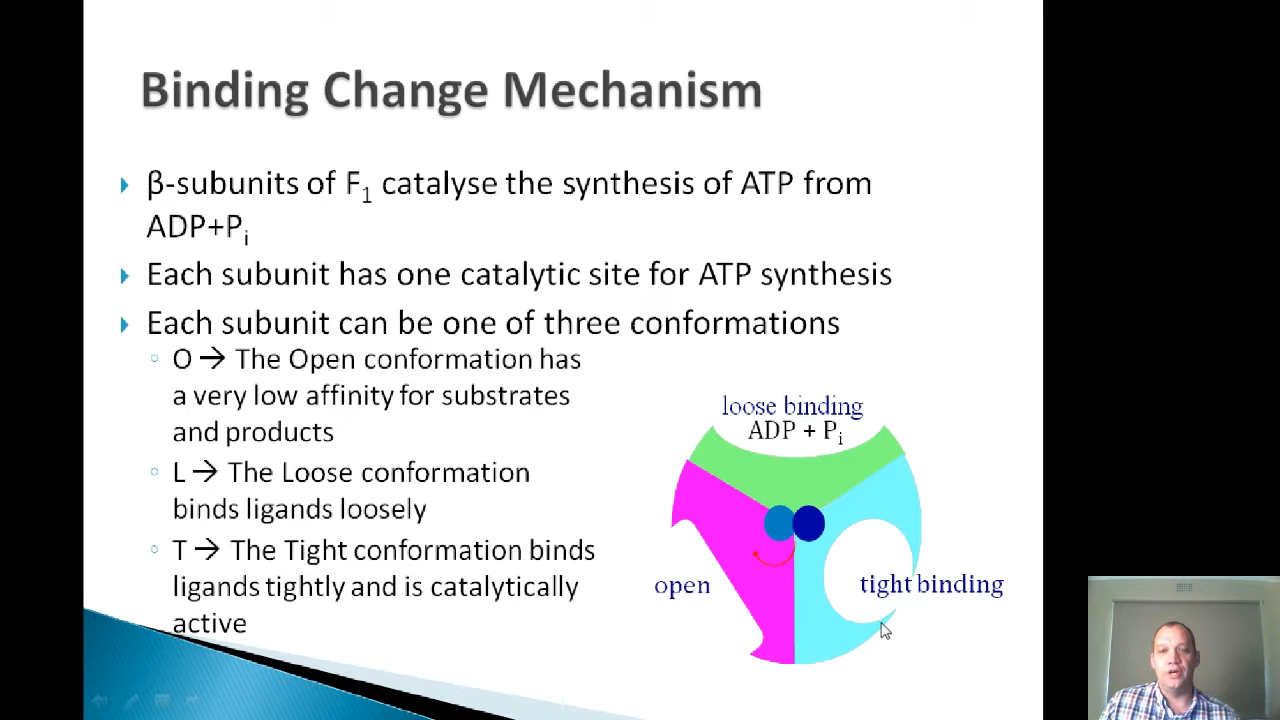 Binding Change Mechanism
β-subunits of F₁ catalyse the synthesis of ATP from
ADP+Pᵢ
Each subunit has one catalytic site for ATP synthesis
Each subunit can be one of three conformations
O → The Open conformation has
a very low affinity for substrates
and products
L → The Loose conformation
binds ligands loosely
T → The Tight conformation binds
ligands tightly and is catalytically
active
loose binding
ADP + Pᵢ
open
tight binding